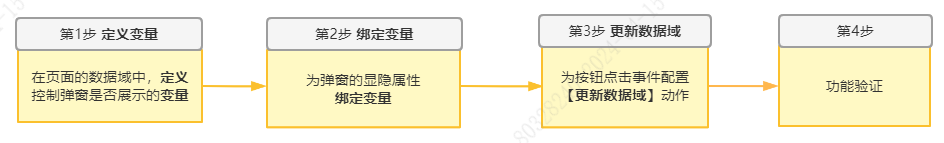 第1步 定义变量
在页面的数据域中，定义
控制弹窗是否展示的变量
第2步 绑定变量
为弹窗的显隐属性
绑定变量
第3步 更新数据域
为按钮点击事件配置
【更新数据域】动作
第4步
功能验证